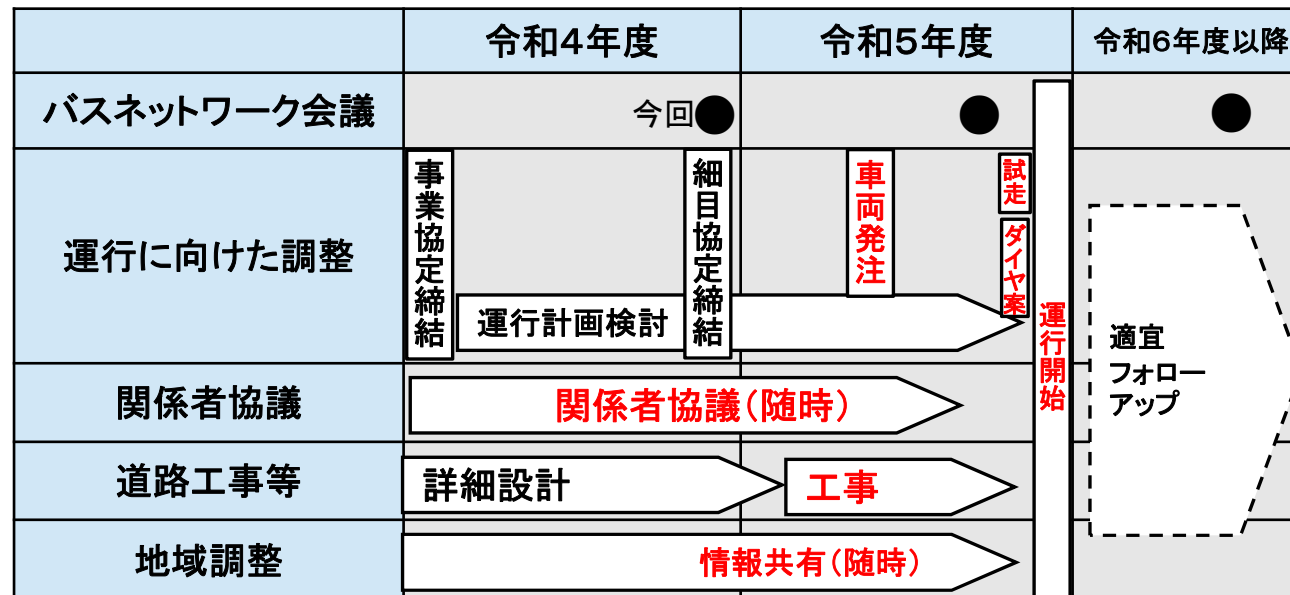 令和4年度
令和5年度
令和6年度以降
バスネットワーク会議
今回●
●
●
運行に向けた調整
事業協定締結
運行計画検討
細目協定締結
車両発注
試走
ダイヤ案
運行開始
適宜
フォロー
アップ
関係者協議
関係者協議(随時)
道路工事等
詳細設計
工事
地域調整
情報共有(随時)